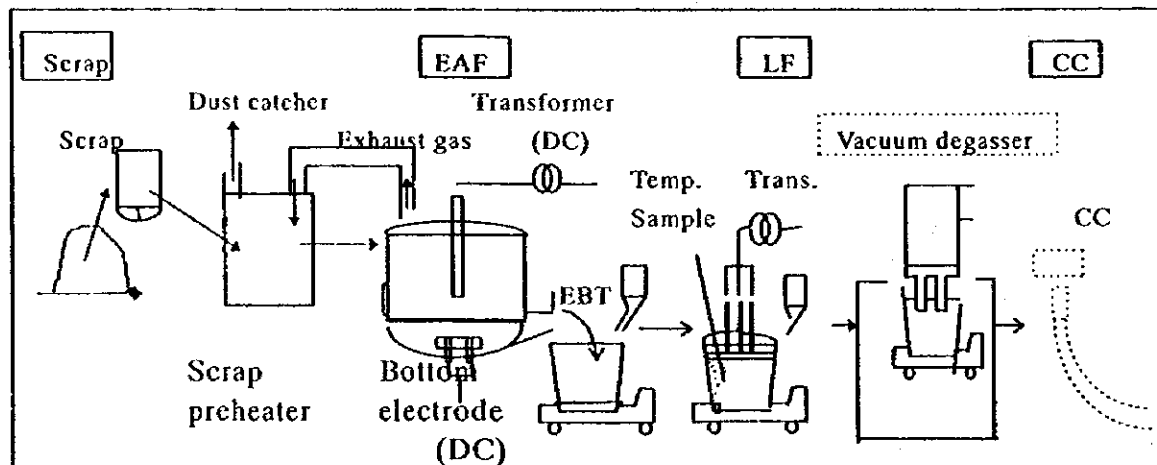 Scrap
EAF
LF
CC
Dust catcher
Transformer
(DC)
Scrap
Exhaust gas
Vacuum degasser
Temp.
Sample
Trans.
CC
EBT
Scrap
preheater
Bottom
electrode
(DC)